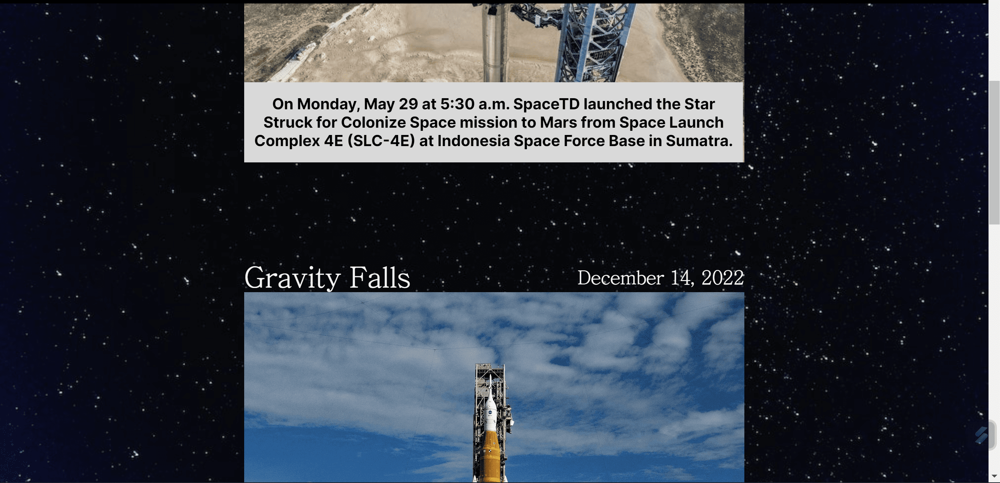 On Monday, May 29 at 5:30 a.m. SpaceTD launched the Star
Struck for Colonize Space mission to Mars from Space Launch
Complex 4E (SLC-4E) at Indonesia Space Force Base in Sumatra.
Gravity Falls
December 14, 2022